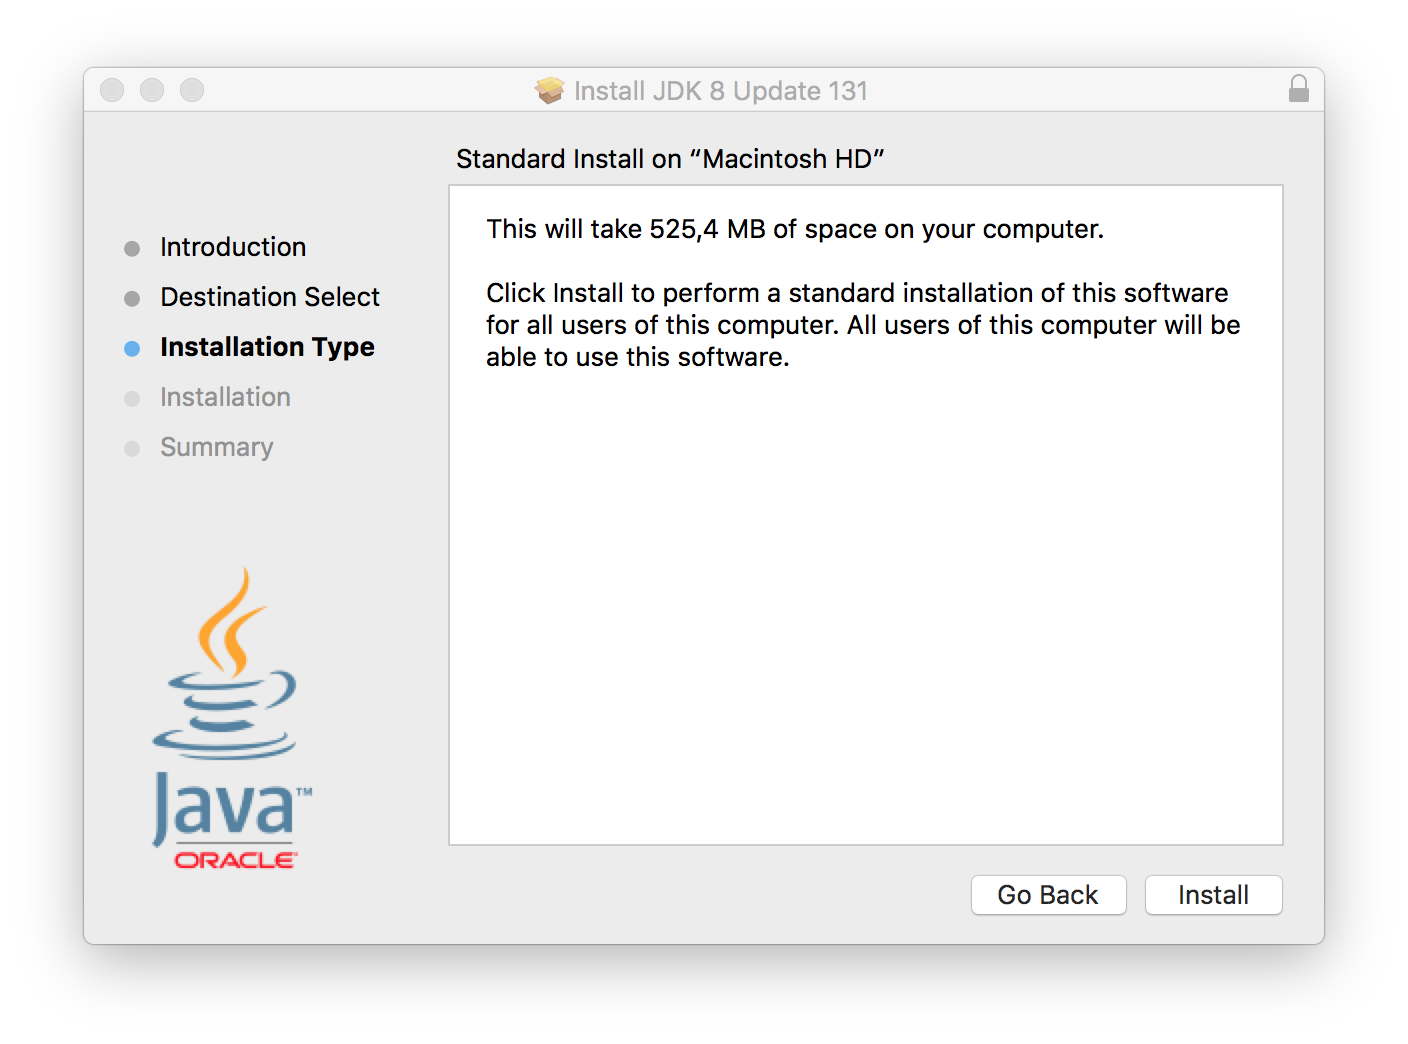 Install JDK 8 Update 131
Standard Install on “Macintosh HD”
Introduction
Destination Select
Installation Type
Installation
Summary
This will take 525,4 MB of space on your computer.
Click Install to perform a standard installation of this software
for all users of this computer. All users of this computer will be
able to use this software.
Java™
ORACLE™
Go Back
Install